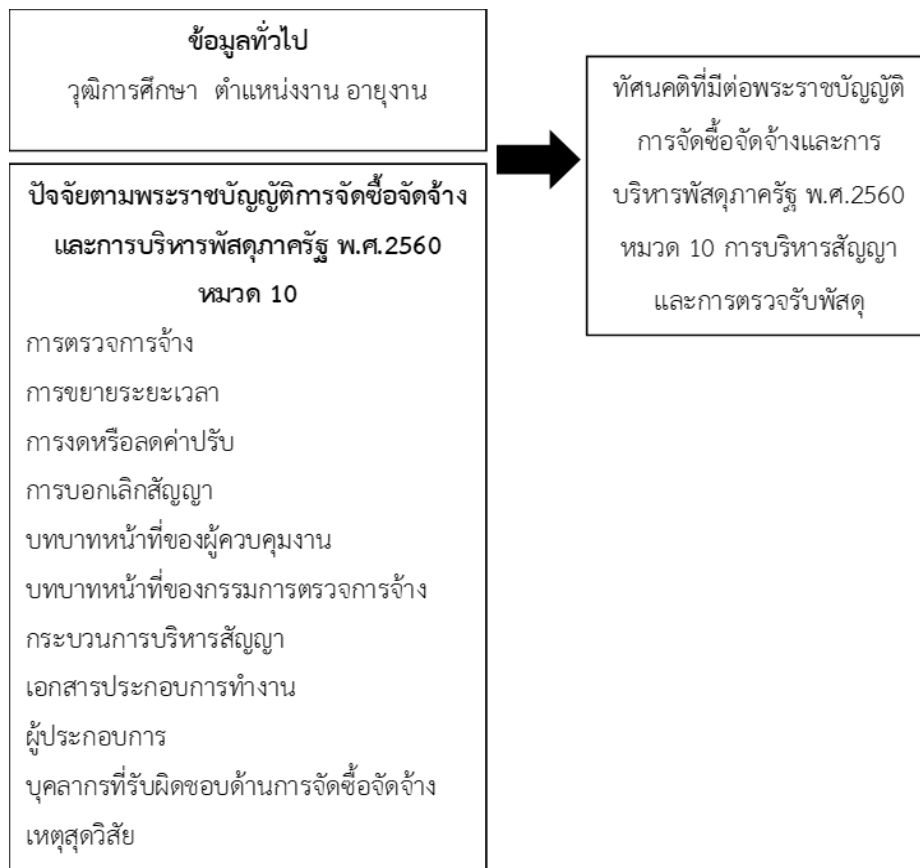 ข้อมูลทั่วไป
วุฒิการศึกษา ตำแหน่งงาน อายุงาน
ปัจจัยตามพระราชบัญญัติการจัดซื้อจัดจ้าง
และการบริหารพัสดุภาครัฐ พ.ศ.2560
หมวด 10
การตรวจการจ้าง
การขยายระยะเวลา
การงดหรือลดค่าปรับ
การบอกเลิกสัญญา
บทบาทหน้าที่ของผู้ควบคุมงาน
บทบาทหน้าที่ของกรรมการตรวจการจ้าง
กระบวนการบริหารสัญญา
เอกสารประกอบการทำงาน
ผู้ประกอบการ
บุคลากรที่รับผิดชอบด้านการจัดซื้อจัดจ้าง
เหตุสุดวิสัย
ทัศนคติที่มีต่อพระราชบัญญัติ
การจัดซื้อจัดจ้างและการ
บริหารพัสดุภาครัฐ พ.ศ.2560
หมวด 10 การบริหารสัญญา
และการตรวจรับพัสดุ